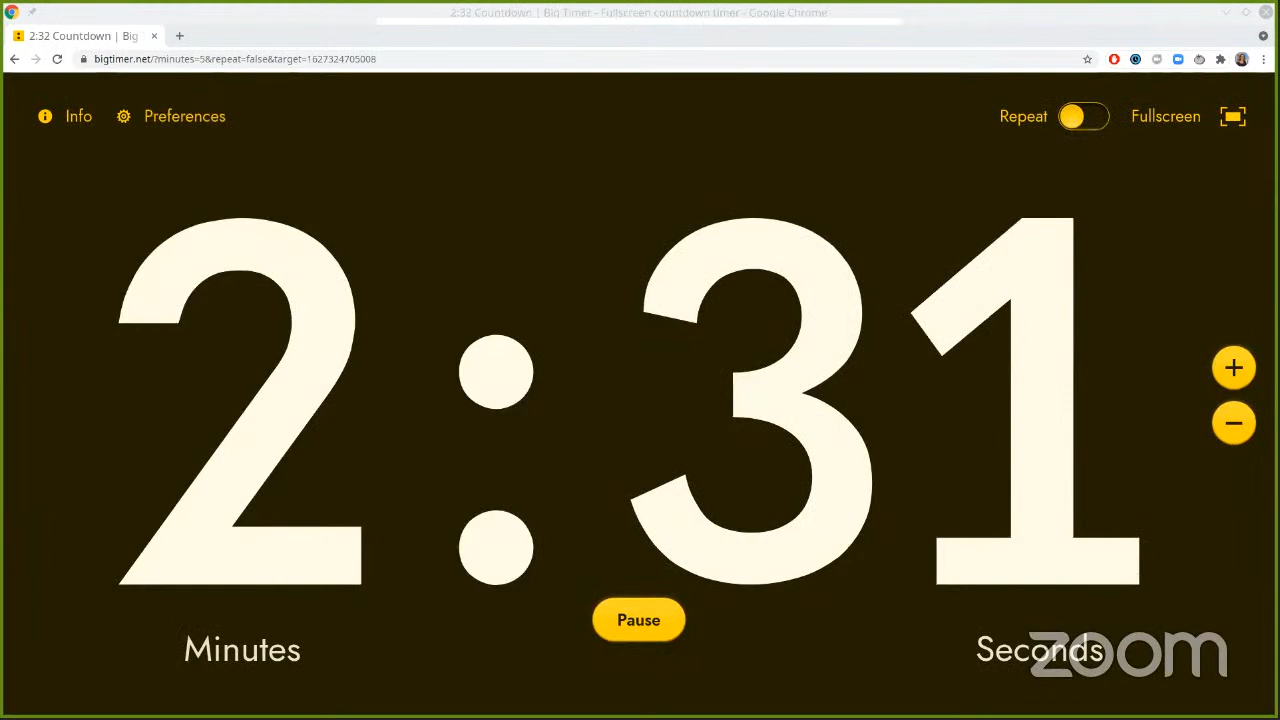 2:32 Countdown | Big Timer - Fullscreen countdown timer - Google Chrome
2:32 Countdown | Big
bigtimer.net/?minutes=5&repeat=false&target=1627324705008
Info Preferences Repeat Fullscreen
2:31
Pause
Minutes Seconds
zoom